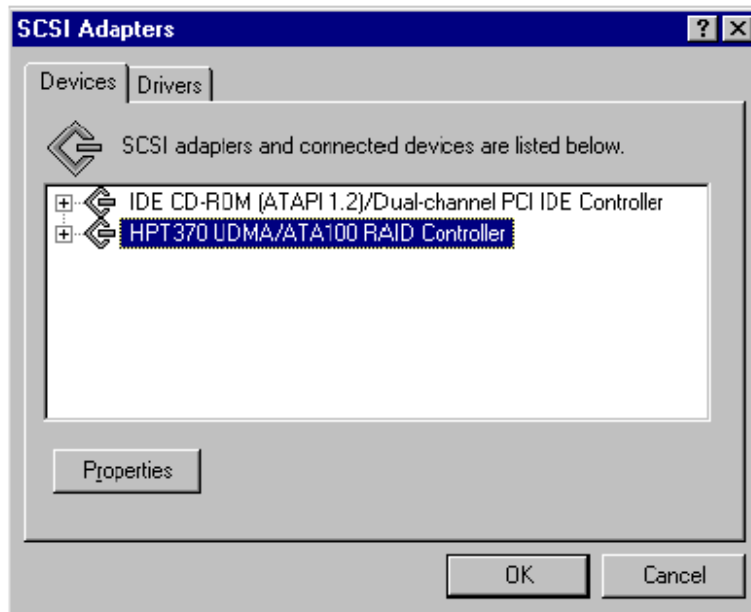 SCSI Adapters
Devices Drivers
SCSI adapters and connected devices are listed below.
IDE CD-ROM (ATAPI 1.2)/Dual-channel PCI IDE Controller
HPT370 UDMA/ATA100 RAID Controller
Properties
OK Cancel